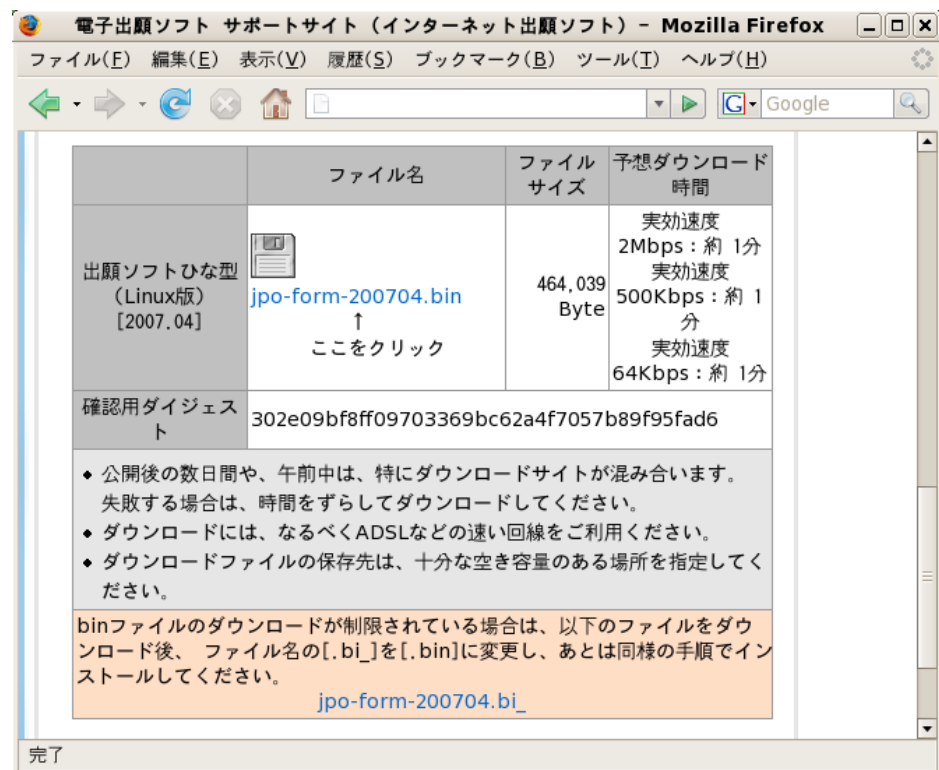 電子出願ソフト サポートサイト（インターネット出願ソフト） – Mozilla Firefox
ファイル(F) 編集(E) 表示(V) 履歴(S) ブックマーク(B) ツール(T) ヘルプ(H)
G Google
ファイル名
ファイル
サイズ
予想ダウンロード
時間
出願ソフトひな型
（Linux版）
[2007.04]
jpo-form-200704.bin
↑
ここをクリック
464,039
Byte
実効速度
2Mbps：約 1分
実効速度
500Kbps：約 1
分
実効速度
64Kbps：約 1分
確認用ダイジェス
ト
302e09bf8ff09703369bc62a4f7057b89f95fad6
• 公開後の数日間や、午前中は、特にダウンロードサイトが混み合います。
失敗する場合は、時間をずらしてダウンロードしてください。
• ダウンロードには、なるべくADSLなどの速い回線をご利用ください。
• ダウンロードファイルの保存先は、十分な空き容量のある場所を指定してく
ださい。
binファイルのダウンロードが制限されている場合は、以下のファイルをダウ
ンロード後、 ファイル名の[.bi_]を[.bin]に変更し、あとは同様の手順でイン
ストールしてください。
jpo-form-200704.bi_
完了